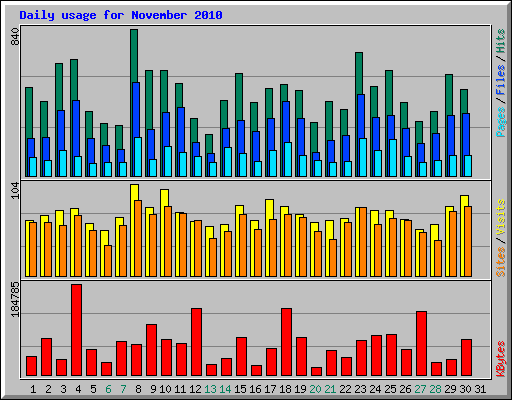 Daily usage for November 2010
840
Pages / Files / Hits
104
Sites / Visits
184785
KBytes
1 2 3 4 5 6 7 8 9 10 11 12 13 14 15 16 17 18 19 20 21 22 23 24 25 26 27 28 29 30 31